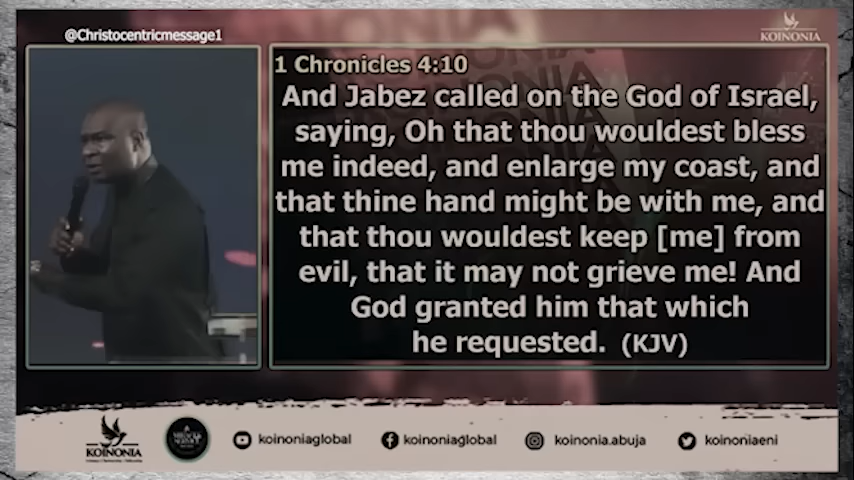 @Christocentricmessage1
KOINONIA
1 Chronicles 4:10
And Jabez called on the God of Israel,
saying, Oh that thou wouldest bless
me indeed, and enlarge my coast, and
that thine hand might be with me, and
that thou wouldest keep [me] from
evil, that it may not grieve me! And
God granted him that which
he requested. (KJV)
KOINONIA
koinoniaglobal
koinoniaglobal
koinonia.abuja
koinoniaeni